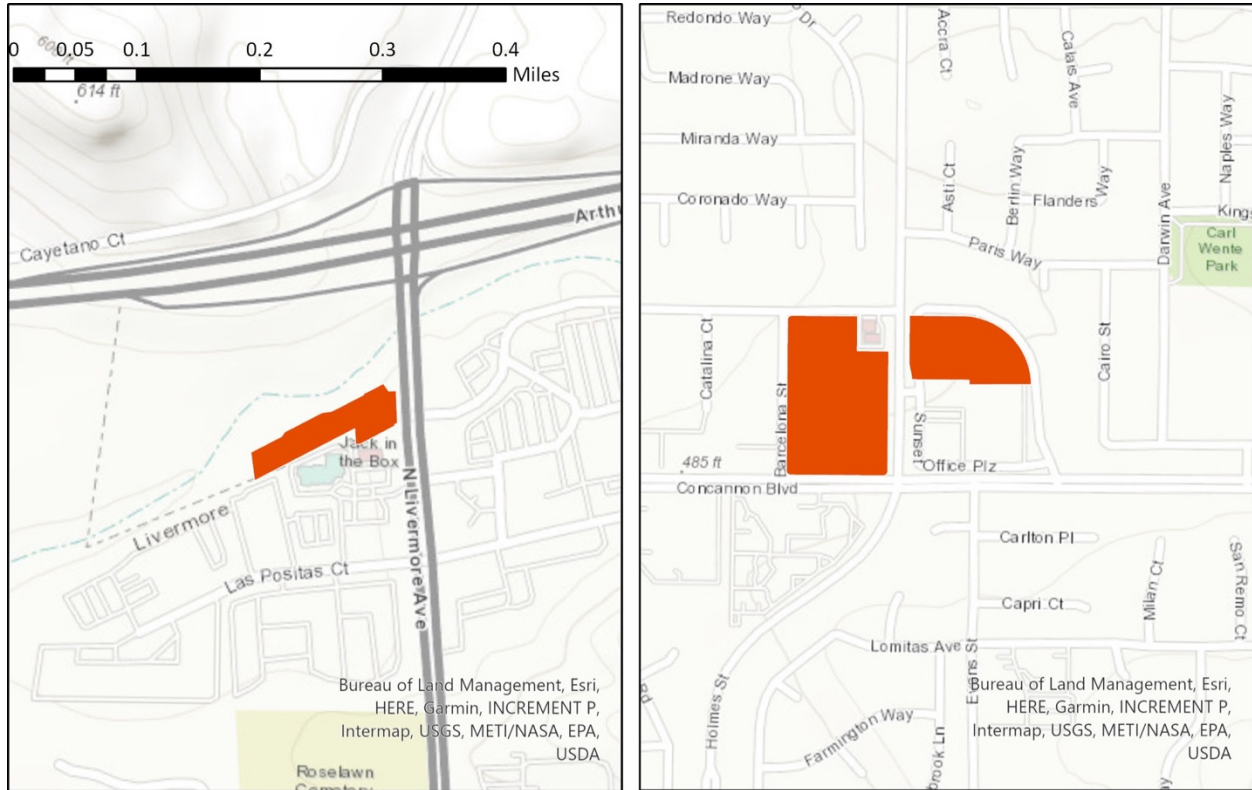 0 0.05 0.1 0.2 0.3 0.4
Miles
614 ft
Cayetano Ct
Jack in
the Box
Livermore
Las Positas Ct
N Livermore Ave
Roselawn
Bureau of Land Management, Esri,
HERE, Garmin, INCREMENT P,
Intermap, USGS, METI/NASA, EPA,
USDA
Redondo Way
Dr
Accra Ct
Calais Ave
Madrone Way
Miranda Way
Naples Way
Coronado Way
Asti Ct
Berlin Way
Flanders Way
Darwin Ave
Paris Way
Carl
Wente
Park
Catalina Ct
Barcelona St
Cairo St
Sunset
485 ft
Office Plz
Concannon Blvd
Carlton Pl
Capri Ct
Milan Ct
San Remo Ct
Lomitas Ave
Holmes St
Evans St
Farmington Way
Rd
Bureau of Land Management, Esri,
HERE, Garmin, INCREMENT P,
Intermap, USGS, METI/NASA, EPA,
USDA